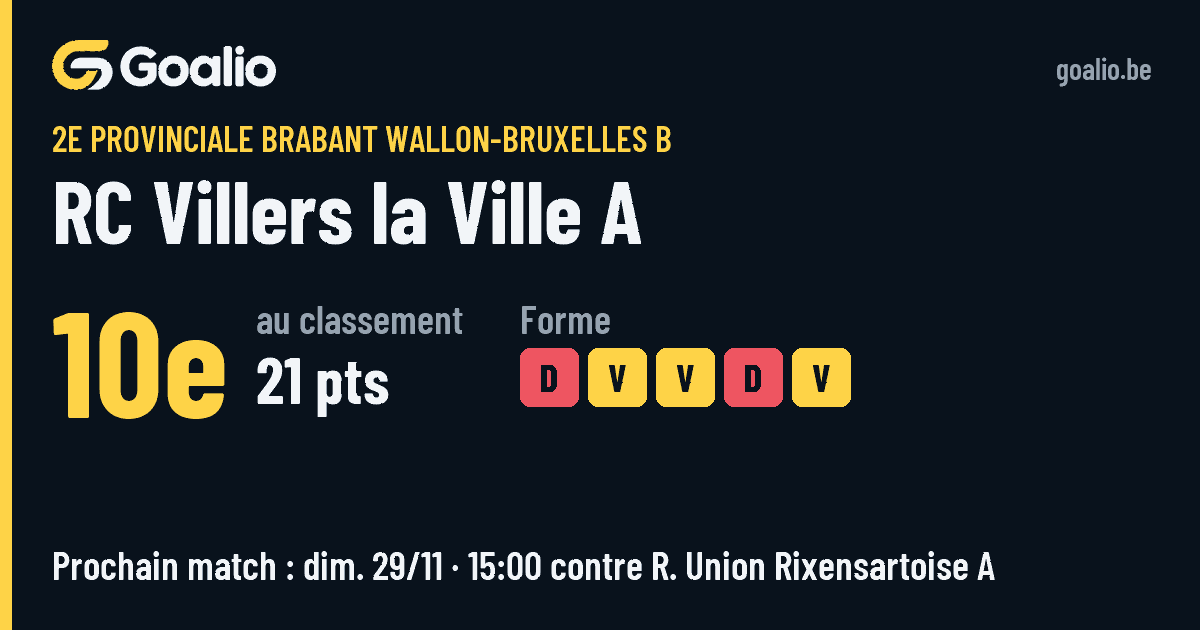 Goalio
goalio.be
2E PROVINCIALE BRABANT WALLON-BRUXELLES B
RC Villers la Ville A
10e
au classement
21 pts
Forme
D V V D V
Prochain match : dim. 29/11 · 15:00 contre R. Union Rixensartoise A